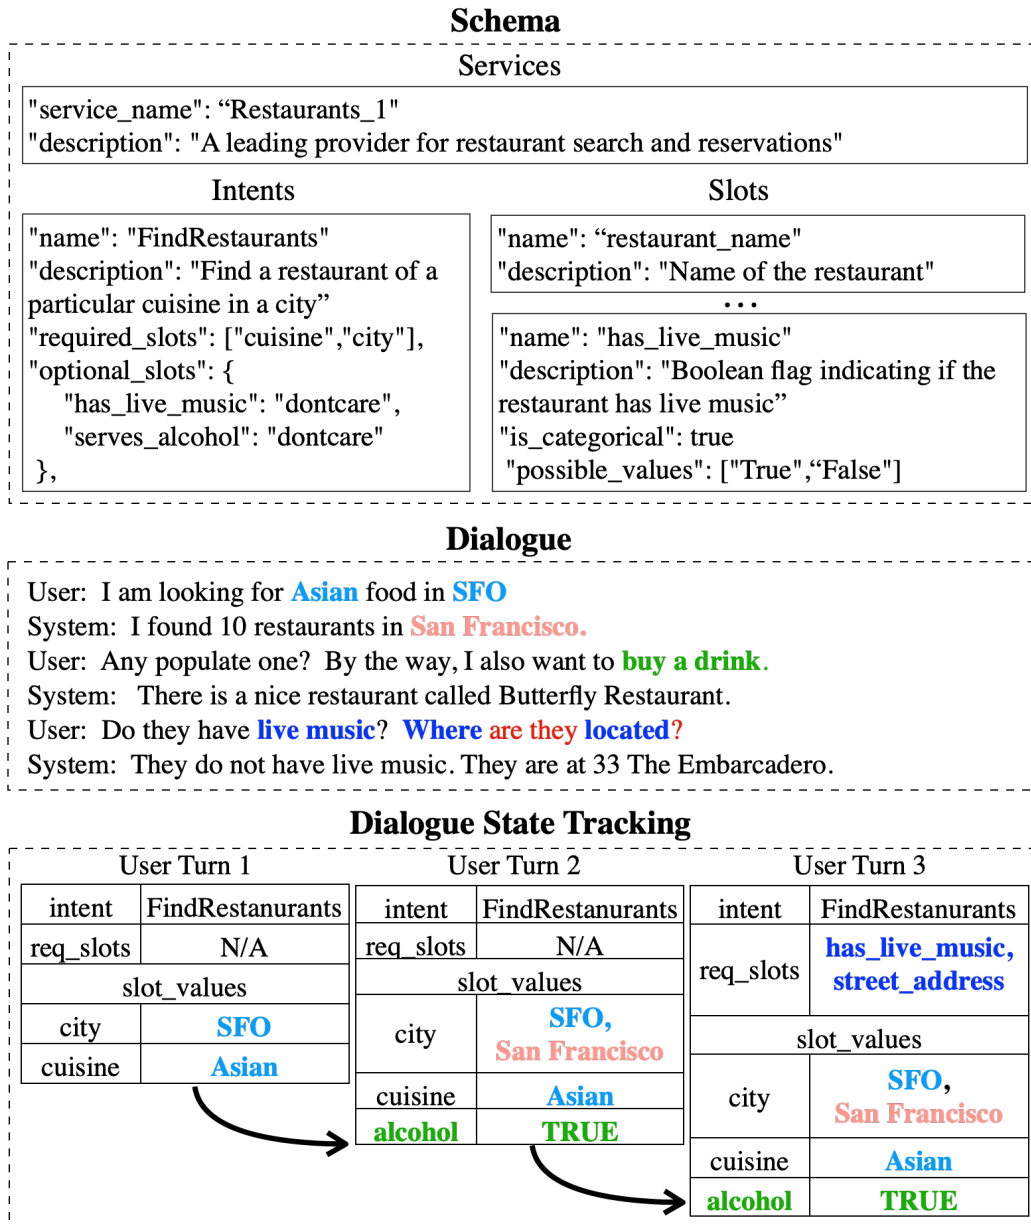 Schema
Services
"service_name": “Restaurants_1"
"description": "A leading provider for restaurant search and reservations"
Intents
"name": "FindRestaurants"
"description": "Find a restaurant of a
particular cuisine in a city”
"required_slots": ["cuisine","city"],
"optional_slots": {
"has_live_music": "dontcare",
"serves_alcohol": "dontcare"
},
Slots
"name": “restaurant_name"
"description": "Name of the restaurant"
...
"name": "has_live_music"
"description": "Boolean flag indicating if the
restaurant has live music”
"is_categorical": true
"possible_values": ["True",“False"]
Dialogue
User: I am looking for Asian food in SFO
System: I found 10 restaurants in San Francisco.
User: Any populate one? By the way, I also want to buy a drink.
System: There is a nice restaurant called Butterfly Restaurant.
User: Do they have live music? Where are they located?
System: They do not have live music. They are at 33 The Embarcadero.
Dialogue State Tracking
User Turn 1
intent FindRestanurants
req_slots N/A
slot_values
city SFO
cuisine Asian
User Turn 2
intent FindRestanurants
req_slots N/A
slot_values
city SFO,
San Francisco
cuisine Asian
alcohol TRUE
User Turn 3
intent FindRestanurants
req_slots has_live_music,
street_address
slot_values
city SFO,
San Francisco
cuisine Asian
alcohol TRUE